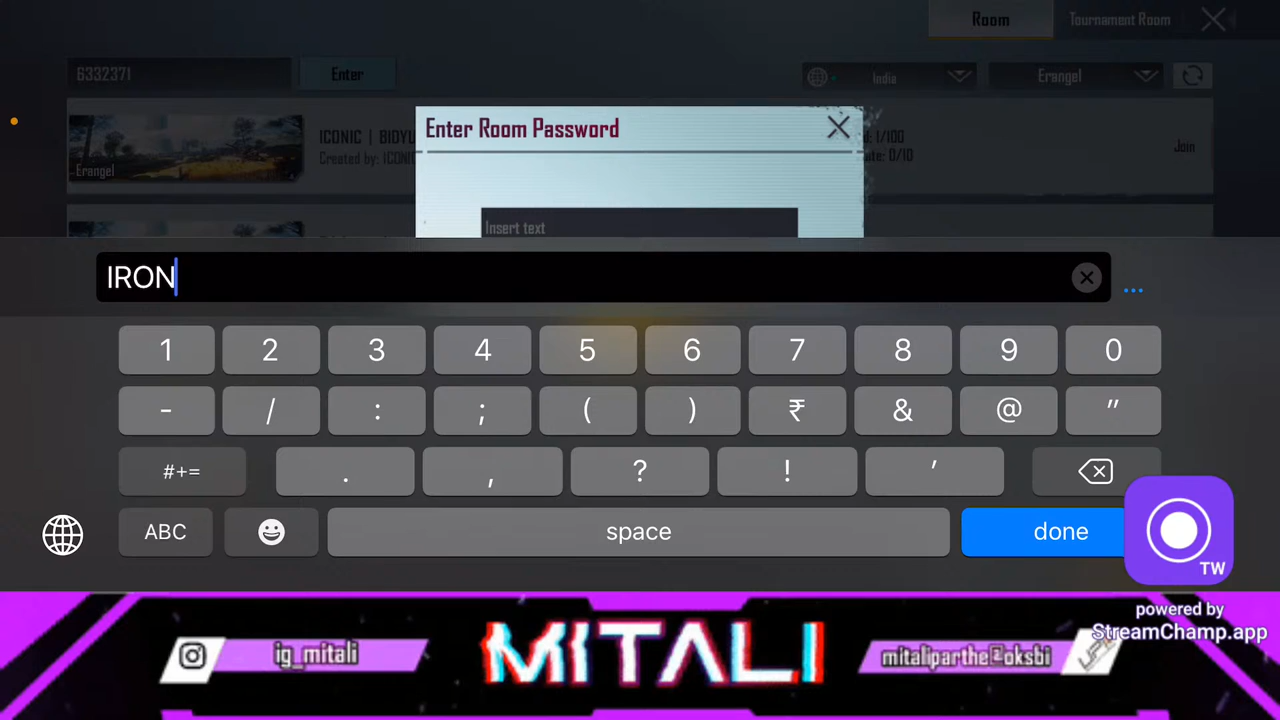 Room
Tournament Room
6332371
Enter
India
Erangel
Enter Room Password
ICONIC | BIDYU
Created by: ICONIC
1/100
0/10
Join
Erangel
Insert text
IRON
...
1 2 3 4 5 6 7 8 9 0
- / : ; ( ) ₹ & @ "
#+= . , ? ! '
ABC space done
TW
powered by
StreamChamp.app
ig_mitali
MITALI
mitaliparthe@oksbi
UPI